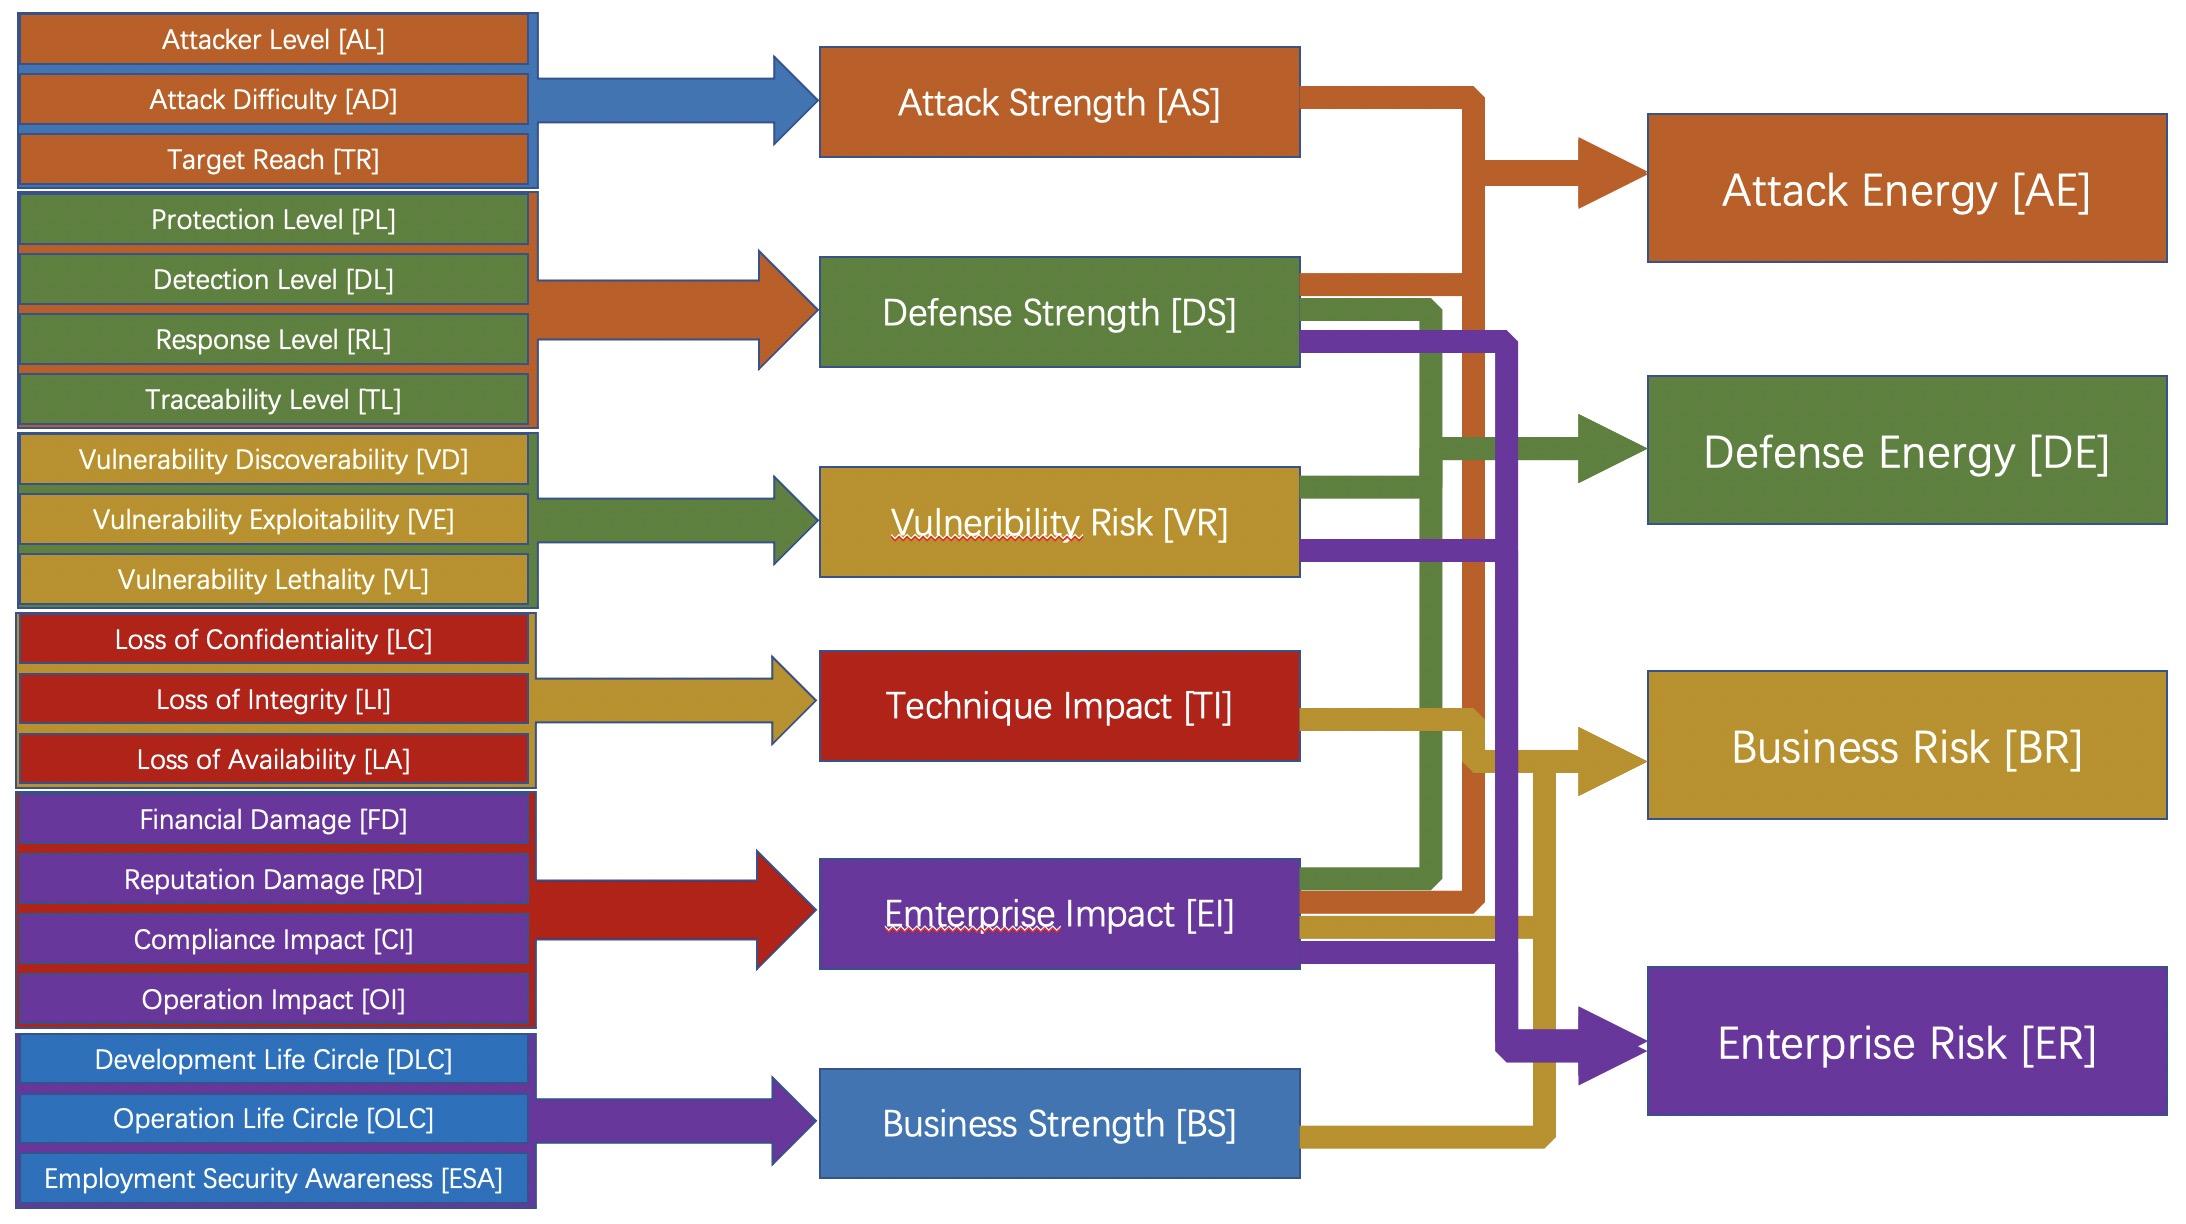 Attacker Level [AL]
Attack Difficulty [AD]
Target Reach [TR]
Protection Level [PL]
Detection Level [DL]
Response Level [RL]
Traceability Level [TL]
Vulnerability Discoverability [VD]
Vulnerability Exploitability [VE]
Vulnerability Lethality [VL]
Loss of Confidentiality [LC]
Loss of Integrity [LI]
Loss of Availability [LA]
Financial Damage [FD]
Reputation Damage [RD]
Compliance Impact [CI]
Operation Impact [OI]
Development Life Circle [DLC]
Operation Life Circle [OLC]
Employment Security Awareness [ESA]
Attack Strength [AS]
Defense Strength [DS]
Vulneribility Risk [VR]
Technique Impact [TI]
Emterprise Impact [EI]
Business Strength [BS]
Attack Energy [AE]
Defense Energy [DE]
Business Risk [BR]
Enterprise Risk [ER]